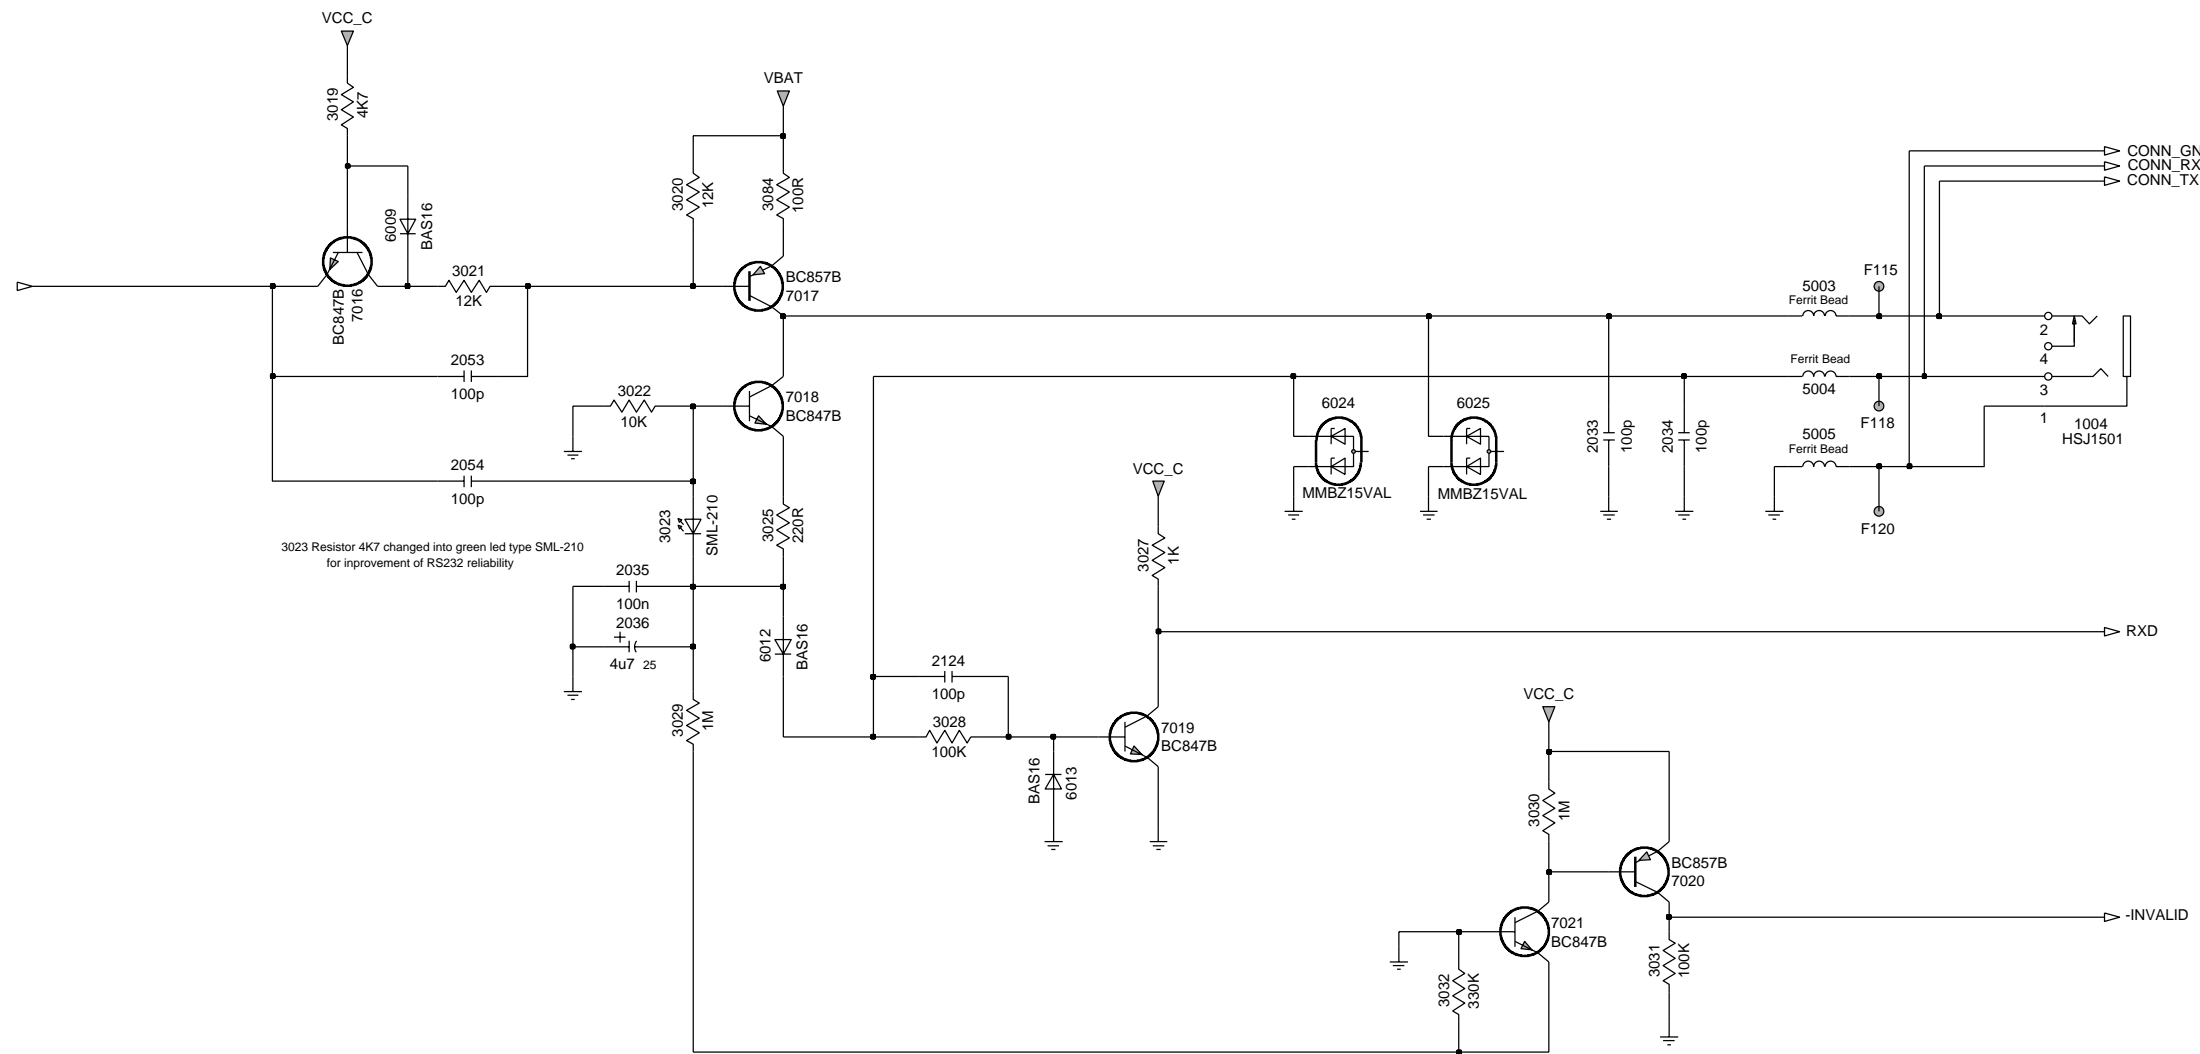 VCC_C
3019
4K7
6009
BAS16
BC847B
7016
3021
12K
2053
100p
3022
10K
2054
100p
3023
SML-210
3023 Resistor 4K7 changed into green led type SML-210
for inprovement of RS232 reliability
2035
100n
2036
+
4u7 25
3029
1M
VBAT
3020
12K
3084
100R
BC857B
7017
7018
BC847B
3025
220R
6012
BAS16
2124
100p
3028
100K
BAS16
6013
VCC_C
3027
1K
7019
BC847B
6024
MMBZ15VAL
6025
MMBZ15VAL
2033
100p
2034
100p
5003
Ferrit Bead
Ferrit Bead
5004
5005
Ferrit Bead
F115
F118
F120
CONN_GN
CONN_RX
CONN_TX
2
4
3
1
1004
HSJ1501
RXD
VCC_C
3030
1M
BC857B
7020
7021
BC847B
3032
330K
3031
100K
-INVALID